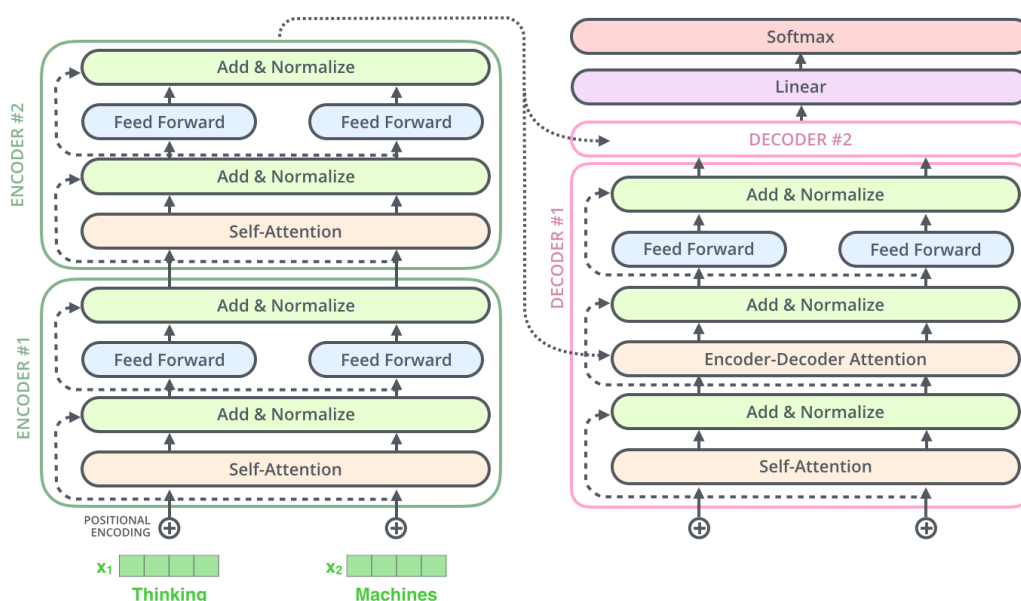 ENCODER #2
Add & Normalize
Feed Forward
Feed Forward
Add & Normalize
Self-Attention
ENCODER #1
Add & Normalize
Feed Forward
Feed Forward
Add & Normalize
Self-Attention
POSITIONAL
ENCODING
x1
x2
Thinking
Machines
Softmax
Linear
DECODER #2
DECODER #1
Add & Normalize
Feed Forward
Feed Forward
Add & Normalize
Encoder-Decoder Attention
Add & Normalize
Self-Attention